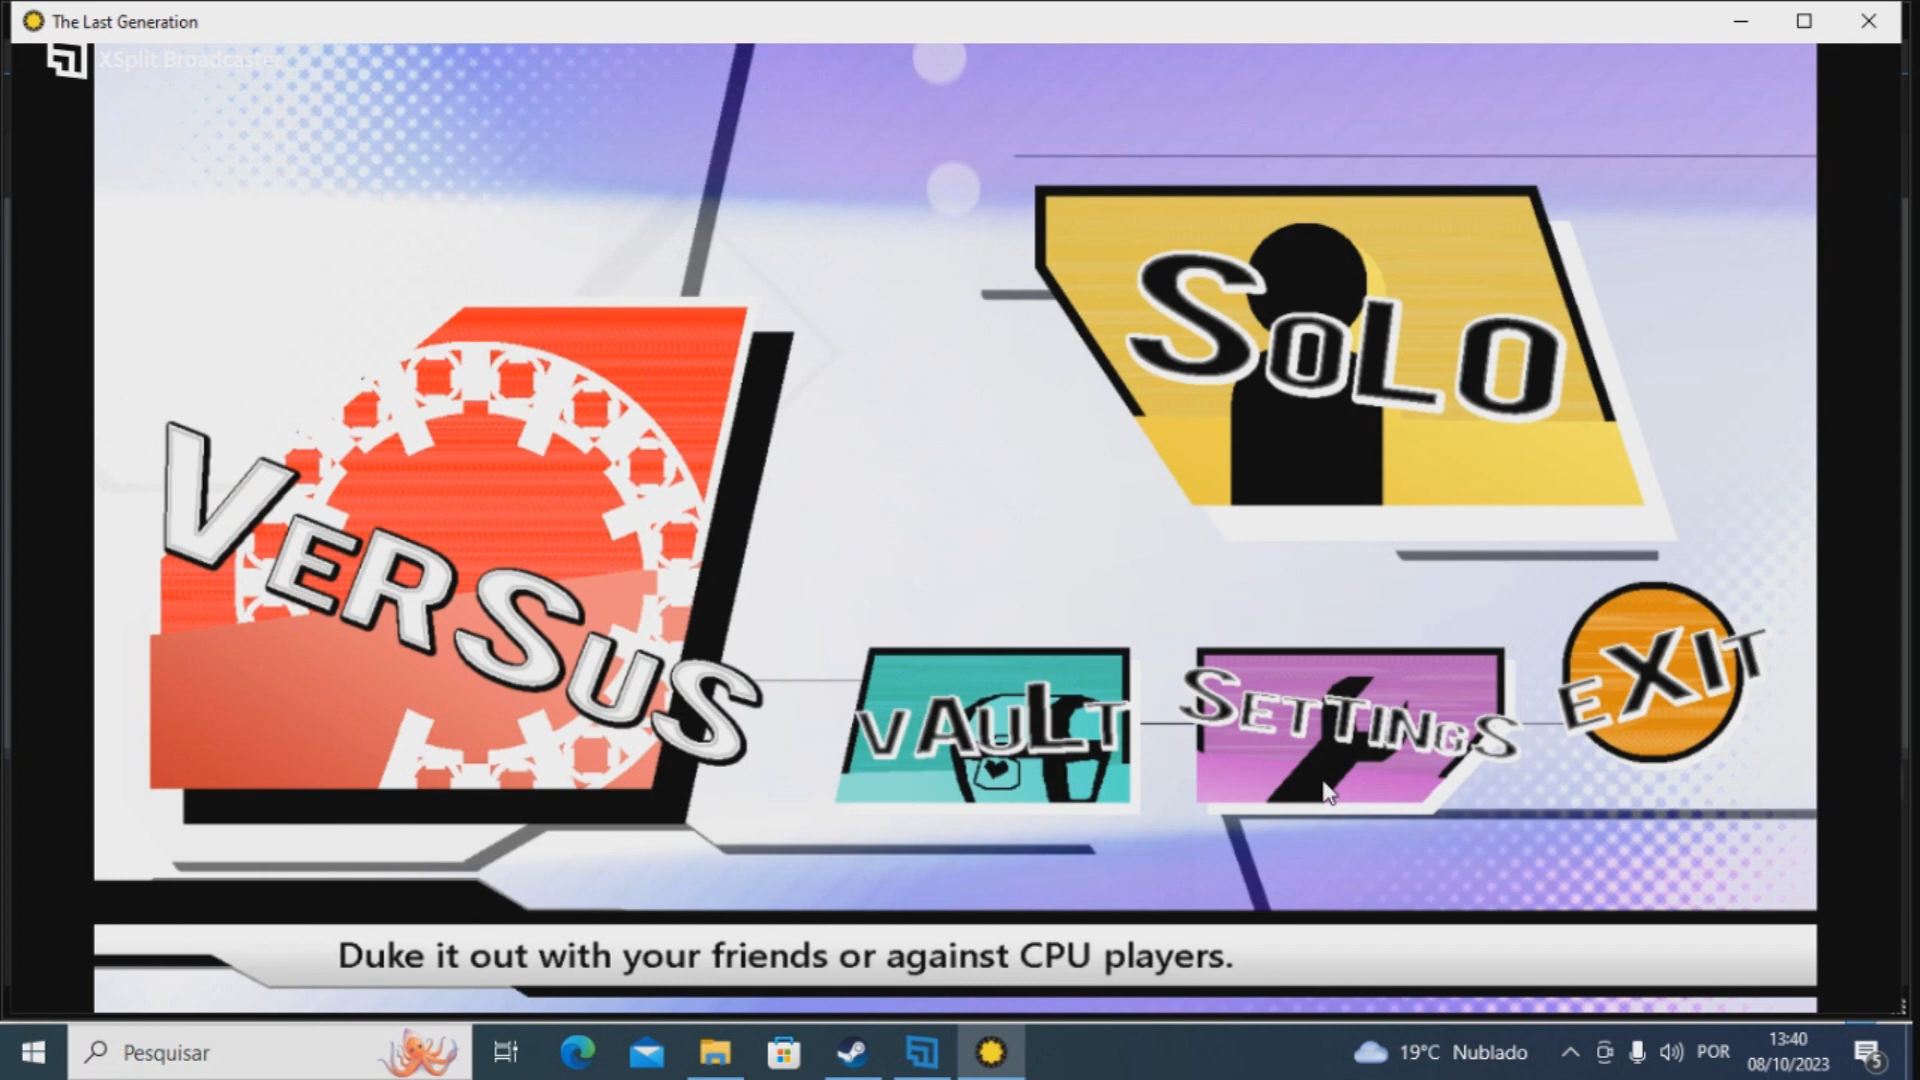 The Last Generation
XSplit Broadcaster
SOLO
VERSUS
VAULT
SETTINGS
EXIT
Duke it out with your friends or against CPU players.
Pesquisar
19°C Nublado
POR
13:40
08/10/2023
5